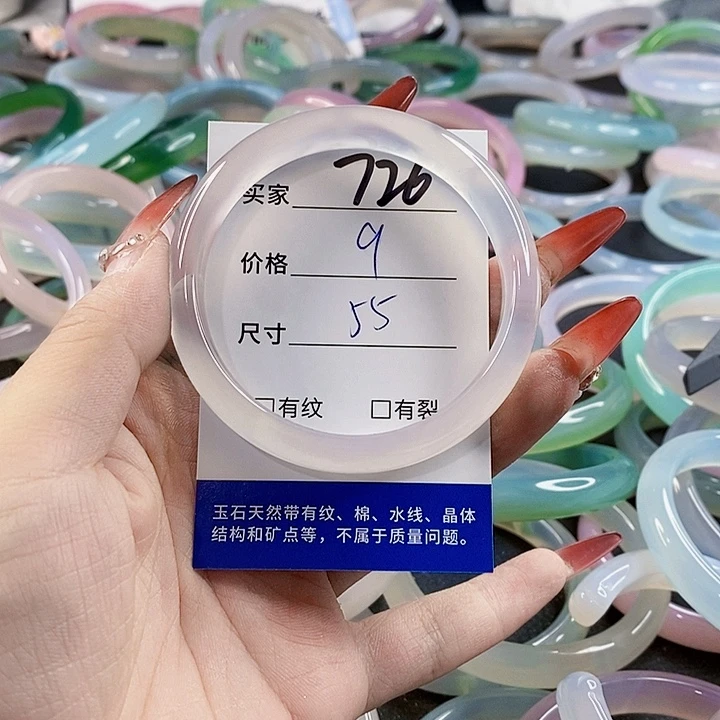 买家 726
价格 9
尺寸 55
□有纹 □有裂
玉石天然带有纹、棉、水线、晶体
结构和矿点等，不属于质量问题。